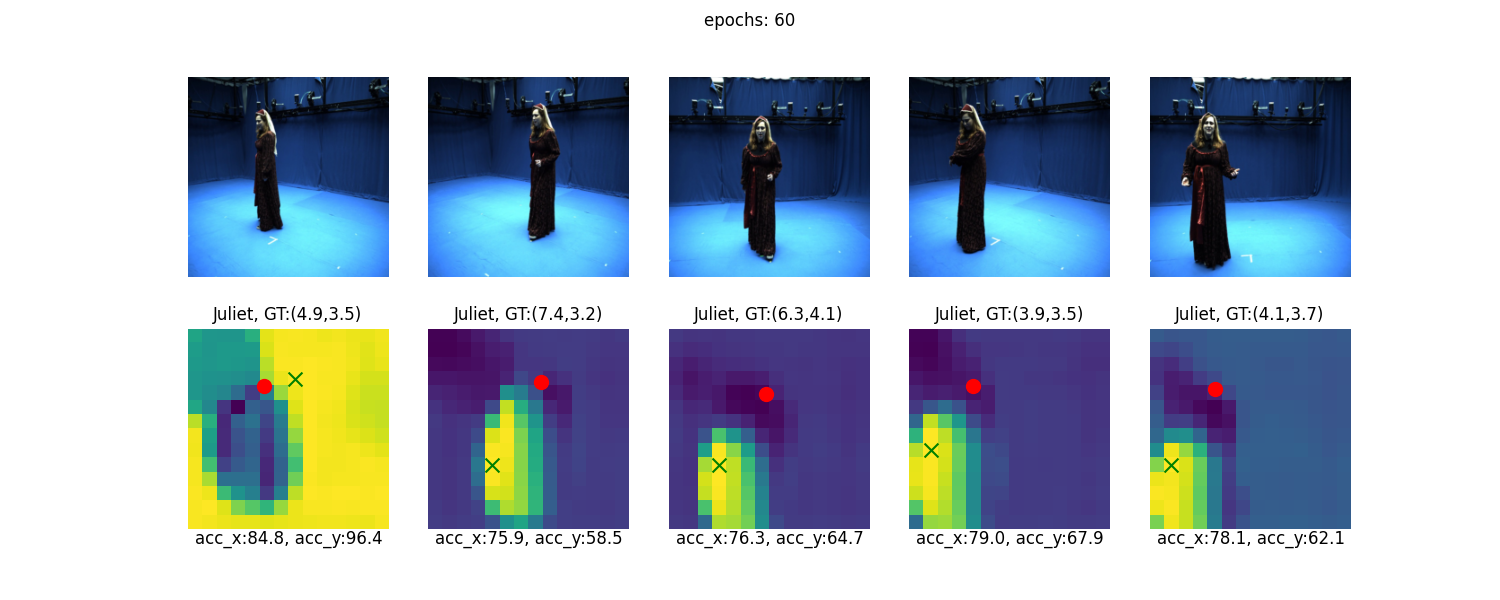 epochs: 60
Juliet, GT:(4.9,3.5)
Juliet, GT:(7.4,3.2)
Juliet, GT:(6.3,4.1)
Juliet, GT:(3.9,3.5)
Juliet, GT:(4.1,3.7)
acc_x:84.8, acc_y:96.4
acc_x:75.9, acc_y:58.5
acc_x:76.3, acc_y:64.7
acc_x:79.0, acc_y:67.9
acc_x:78.1, acc_y:62.1